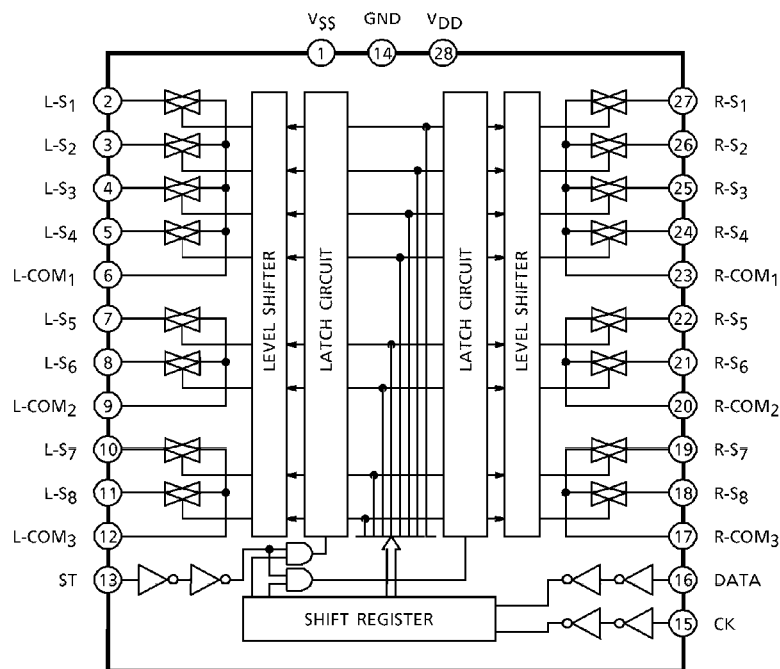 VSS GND VDD
1 14 28
L-S1 2 27 R-S1
L-S2 3 26 R-S2
L-S3 4 25 R-S3
L-S4 5 24 R-S4
L-COM1 6 23 R-COM1
L-S5 7 22 R-S5
L-S6 8 21 R-S6
L-COM2 9 20 R-COM2
L-S7 10 19 R-S7
L-S8 11 18 R-S8
L-COM3 12 17 R-COM3
LEVEL SHIFTER
LATCH CIRCUIT
LATCH CIRCUIT
LEVEL SHIFTER
ST 13 16 DATA
SHIFT REGISTER
15 CK